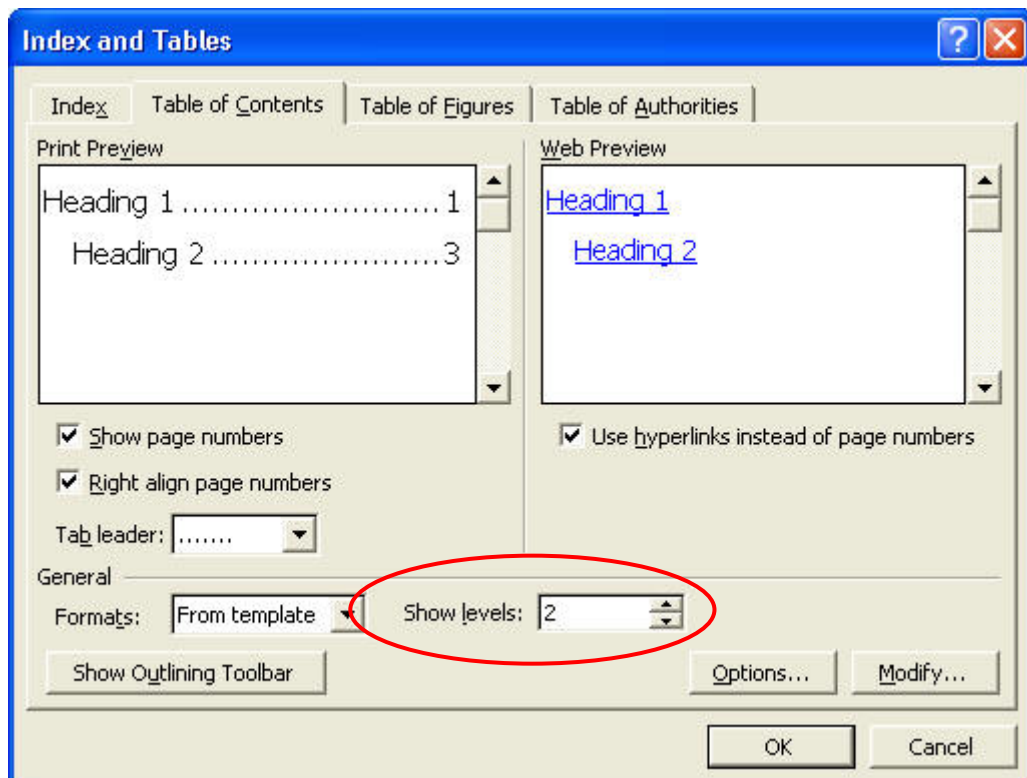 Index and Tables
Index Table of Contents Table of Figures Table of Authorities
Print Preview
Heading 1.........................1
Heading 2......................3
Web Preview
Heading 1
Heading 2
Show page numbers
Right align page numbers
Tab leader: .......
Use hyperlinks instead of page numbers
General
Formats: From template Show levels: 2
Show Outlining Toolbar Options... Modify...
OK Cancel